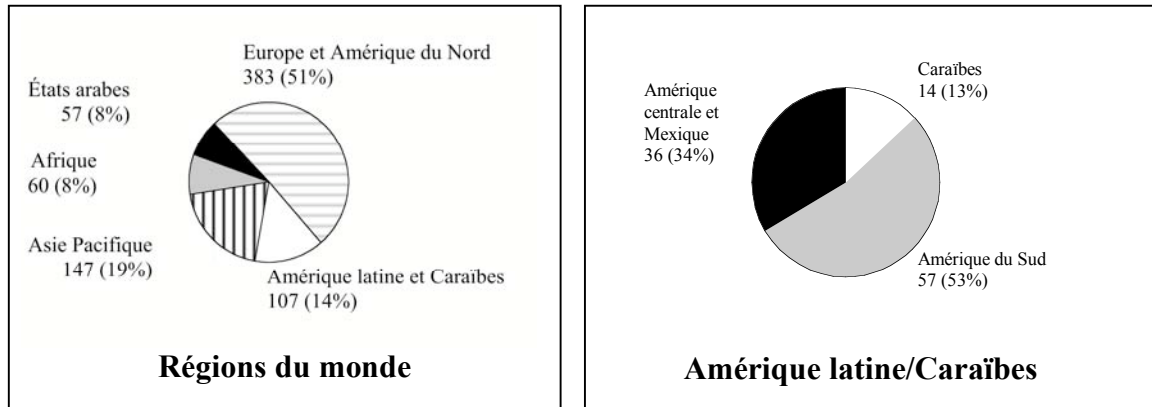 Europe et Amérique du Nord
383 (51%)
États arabes
57 (8%)
Afrique
60 (8%)
Asie Pacifique
147 (19%)
Amérique latine et Caraïbes
107 (14%)
Régions du monde
Caraïbes
14 (13%)
Amérique
centrale et
Mexique
36 (34%)
Amérique du Sud
57 (53%)
Amérique latine/Caraïbes